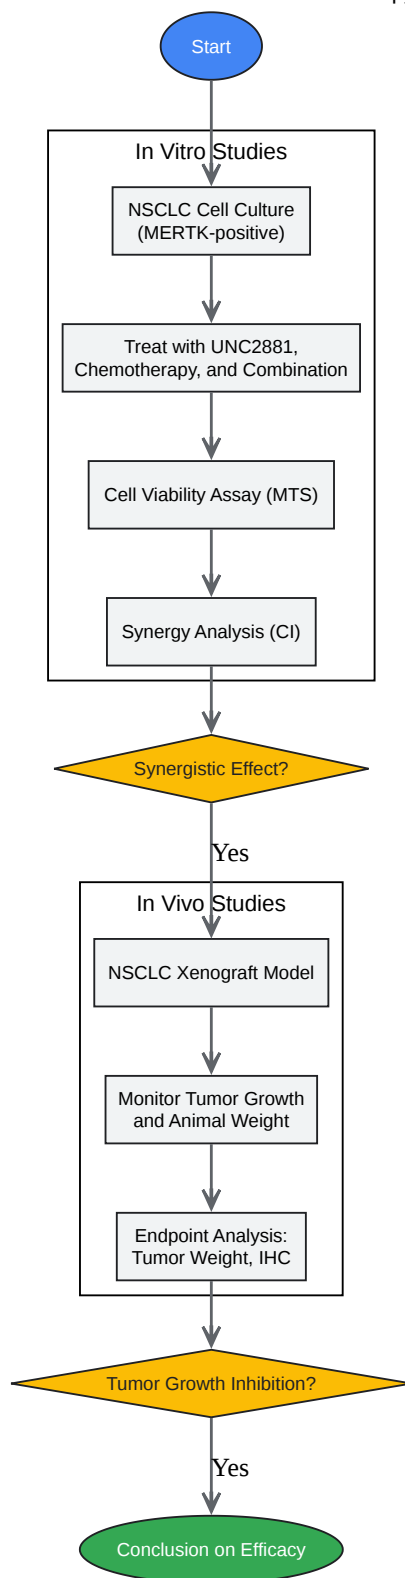 Start
In Vitro Studies
NSCLC Cell Culture
(MERTK-positive)
Treat with UNC2881,
Chemotherapy, and Combination
Cell Viability Assay (MTS)
Synergy Analysis (CI)
Synergistic Effect?
Yes
In Vivo Studies
NSCLC Xenograft Model
Monitor Tumor Growth
and Animal Weight
Endpoint Analysis:
Tumor Weight, IHC
Tumor Growth Inhibition?
Yes
Conclusion on Efficacy